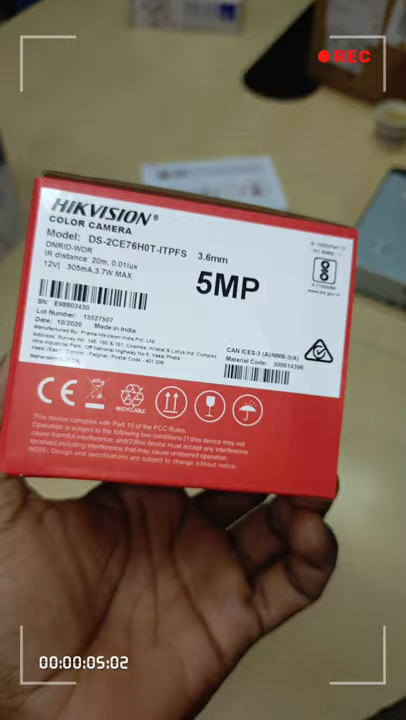 REC
HIKVISION®
COLOR CAMERA
Model: DS-2CE76H0T-ITPFS 3.6mm
DNR/D-WDR
IR distance: 20m, 0.01lux
12V 305mA,3.7W MAX
5MP
SN: E98802430
Lot Number: 13527507
Date: 10/2020 Made in India
Manufactured By: Prama Hikvision India Pvt. Ltd.
CAN ICES-3 (A)/NMB-3(A)
Material Code: 300614396
CE
RECYCLABLE
This device complies with Part 15 of the FCC Rules.
Operation is subject to the following two conditions:(1)this device may not
cause harmful interference, and(2)this device must accept any interference
received,including interference that may cause undesired operation.
NOTE: Design and specifications are subject to change without notice.
00:00:05:02